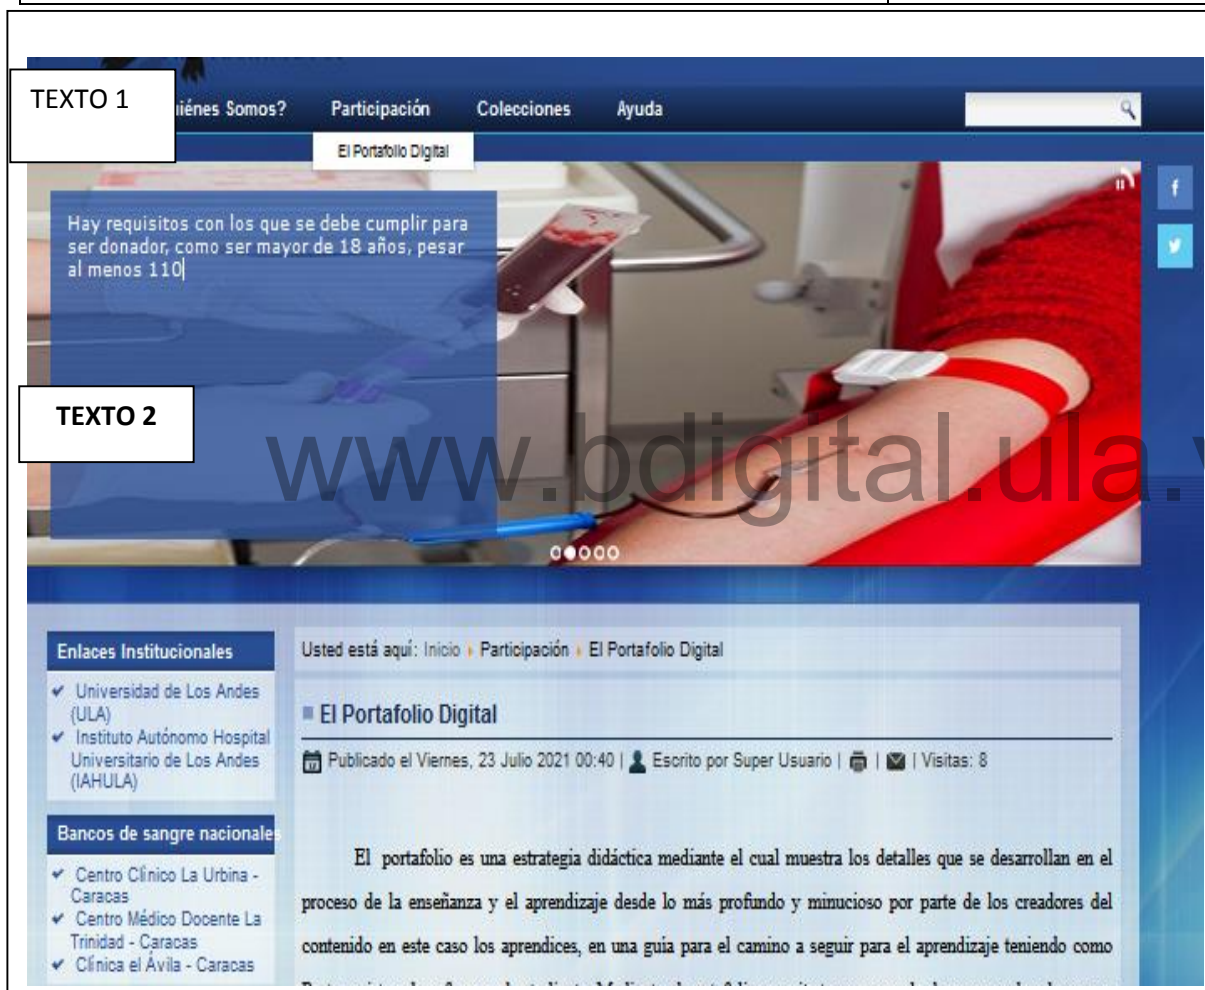 TEXTO 1
uiénes Somos? Participación Colecciones Ayuda
El Portafolio Digital
Hay requisitos con los que se debe cumplir para
ser donador, como ser mayor de 18 años, pesar
al menos 110
TEXTO 2
www.bdigital.ula.v
Enlaces Institucionales
Universidad de Los Andes
(ULA)
Instituto Autónomo Hospital
Universitario de Los Andes
(IAHULA)
Bancos de sangre nacionales
Centro Clínico La Urbina -
Caracas
Centro Médico Docente La
Trinidad - Caracas
Clínica el Ávila - Caracas
Usted está aquí: Inicio Participación El Portafolio Digital
El Portafolio Digital
Publicado el Viernes, 23 Julio 2021 00:40 | Escrito por Super Usuario | | | Visitas: 8
El portafolio es una estrategia didáctica mediante el cual muestra los detalles que se desarrollan en el
proceso de la enseñanza y el aprendizaje desde lo más profundo y minucioso por parte de los creadores del
contenido en este caso los aprendices, en una guía para el camino a seguir para el aprendizaje teniendo como